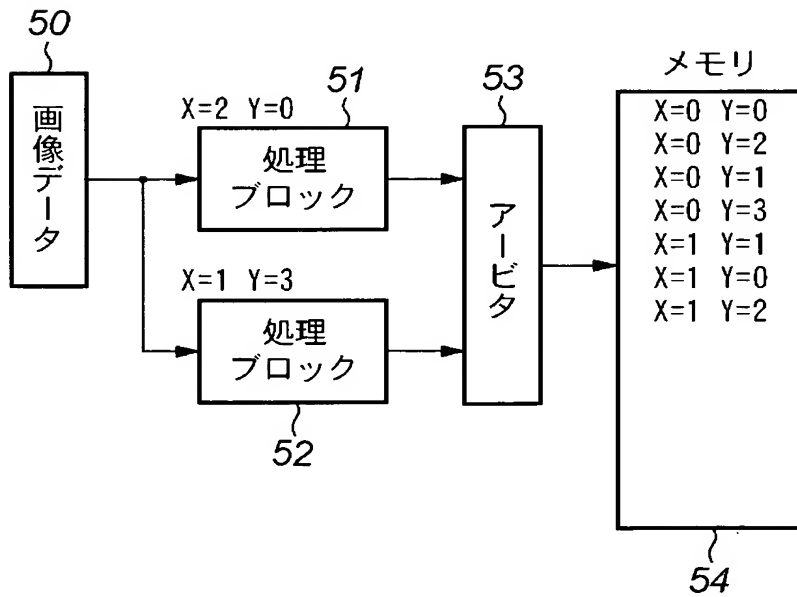 50
画像データ
X=2 Y=0
51
処理
ブロック
X=1 Y=3
処理
ブロック
52
53
アービタ
メモリ
X=0 Y=0
X=0 Y=2
X=0 Y=1
X=0 Y=3
X=1 Y=1
X=1 Y=0
X=1 Y=2
54